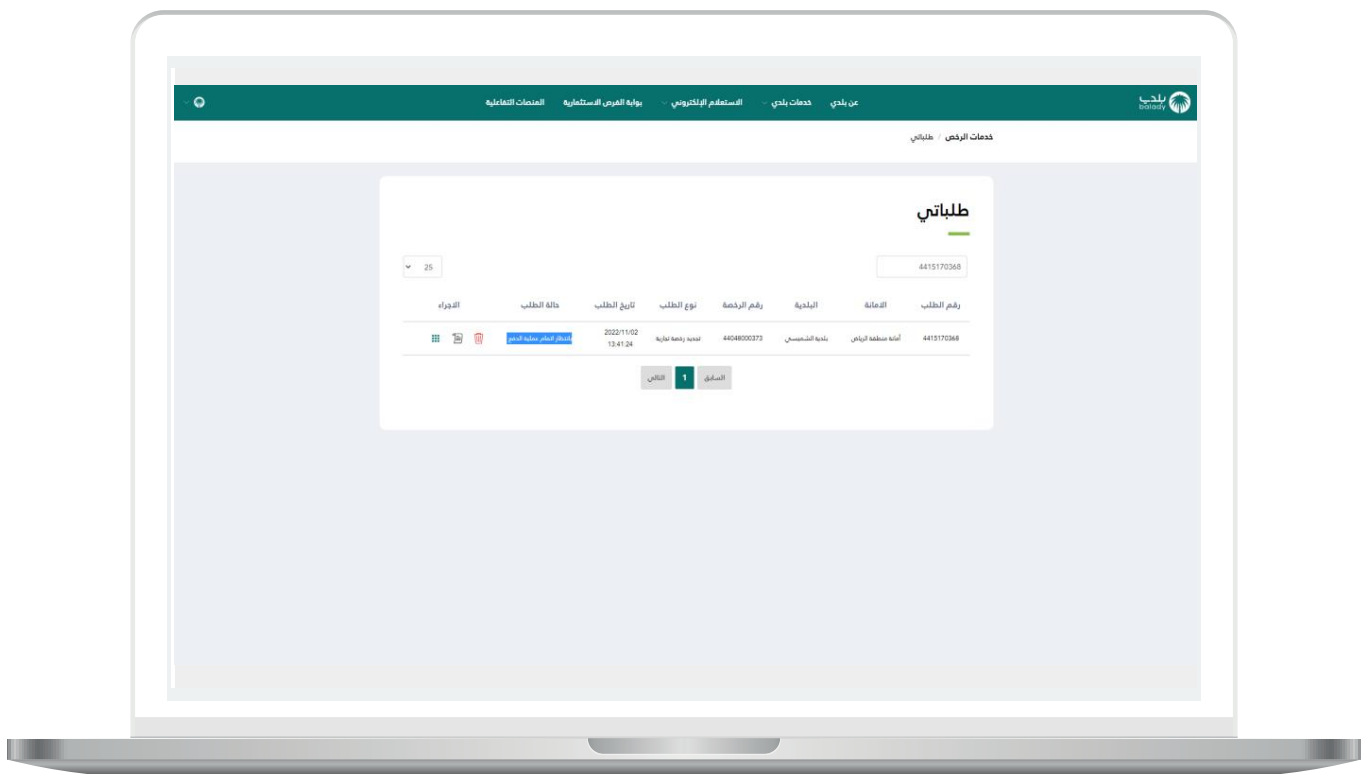 بلدي
balady
عن بلدي
خدمات بلدي
الاستعلام الإلكتروني
بوابة الفرص الاستثمارية
المنصات التفاعلية
خدمات الرخص / طلباتي
طلباتي
4415170368
25
رقم الطلب الامانة البلدية رقم الرخصة نوع الطلب تاريخ الطلب حالة الطلب الاجراء
4415170368 أمانة منطقة الرياض بلدية الشميسي 44048000373 تجديد رخصة تجارية 2022/11/02 بانتظار اتمام عملية الدفع
13:41:24
السابق 1 التالي